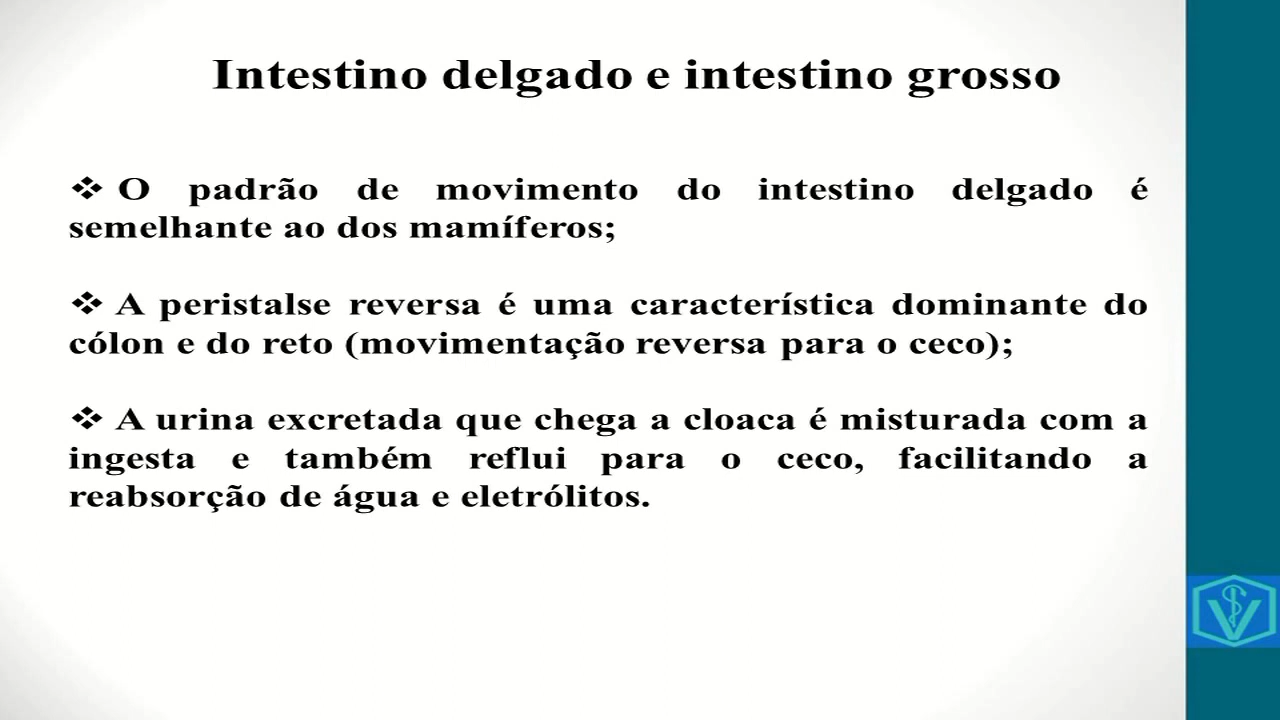 Intestino delgado e intestino grosso
❖ O padrão de movimento do intestino delgado é
semelhante ao dos mamíferos;
❖ A peristalse reversa é uma característica dominante do
cólon e do reto (movimentação reversa para o ceco);
❖ A urina excretada que chega a cloaca é misturada com a
ingesta e também reflui para o ceco, facilitando a
reabsorção de água e eletrólitos.